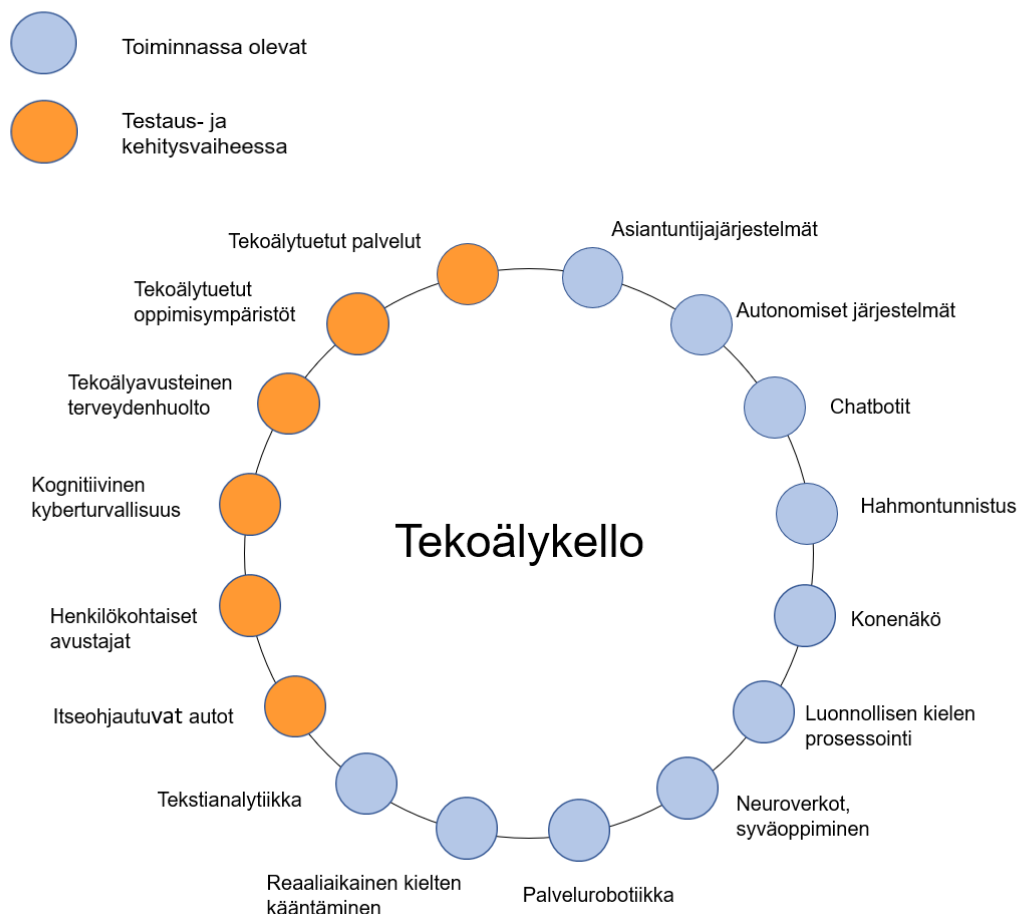 Toiminnassa olevat
Testaus- ja
kehitysvaiheessa
Tekoälykello
Asiantuntijajärjestelmät
Autonomiset järjestelmät
Chatbotit
Hahmontunnistus
Konenäkö
Luonnollisen kielen
prosessointi
Neuroverkot,
syväoppiminen
Palvelurobotiikka
Reaaliaikainen kielten
kääntäminen
Tekstianalytiikka
Itseohjautuvat autot
Henkilökohtaiset
avustajat
Kognitiivinen
kyberturvallisuus
Tekoälyavusteinen
terveydenhuolto
Tekoälytuetut
oppimisympäristöt
Tekoälytuetut palvelut